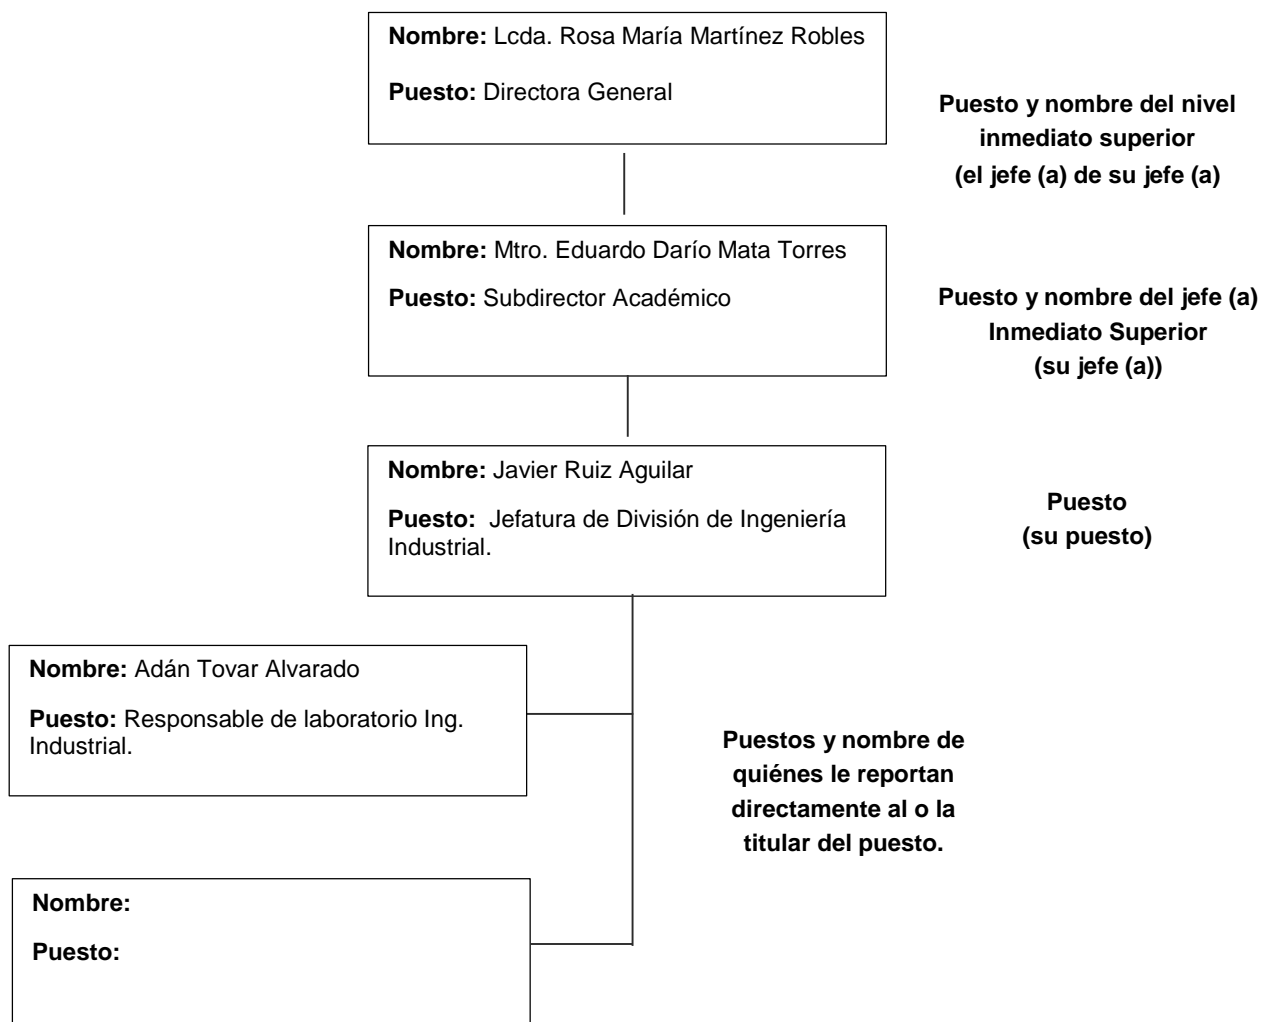 Nombre: Lcda. Rosa María Martínez Robles
Puesto: Directora General
Puesto y nombre del nivel
inmediato superior
(el jefe (a) de su jefe (a)
Nombre: Mtro. Eduardo Darío Mata Torres
Puesto: Subdirector Académico
Puesto y nombre del jefe (a)
Inmediato Superior
(su jefe (a))
Nombre: Javier Ruiz Aguilar
Puesto: Jefatura de División de Ingeniería
Industrial.
Puesto
(su puesto)
Nombre: Adán Tovar Alvarado
Puesto: Responsable de laboratorio Ing.
Industrial.
Puestos y nombre de
quiénes le reportan
directamente al o la
titular del puesto.
Nombre:
Puesto: